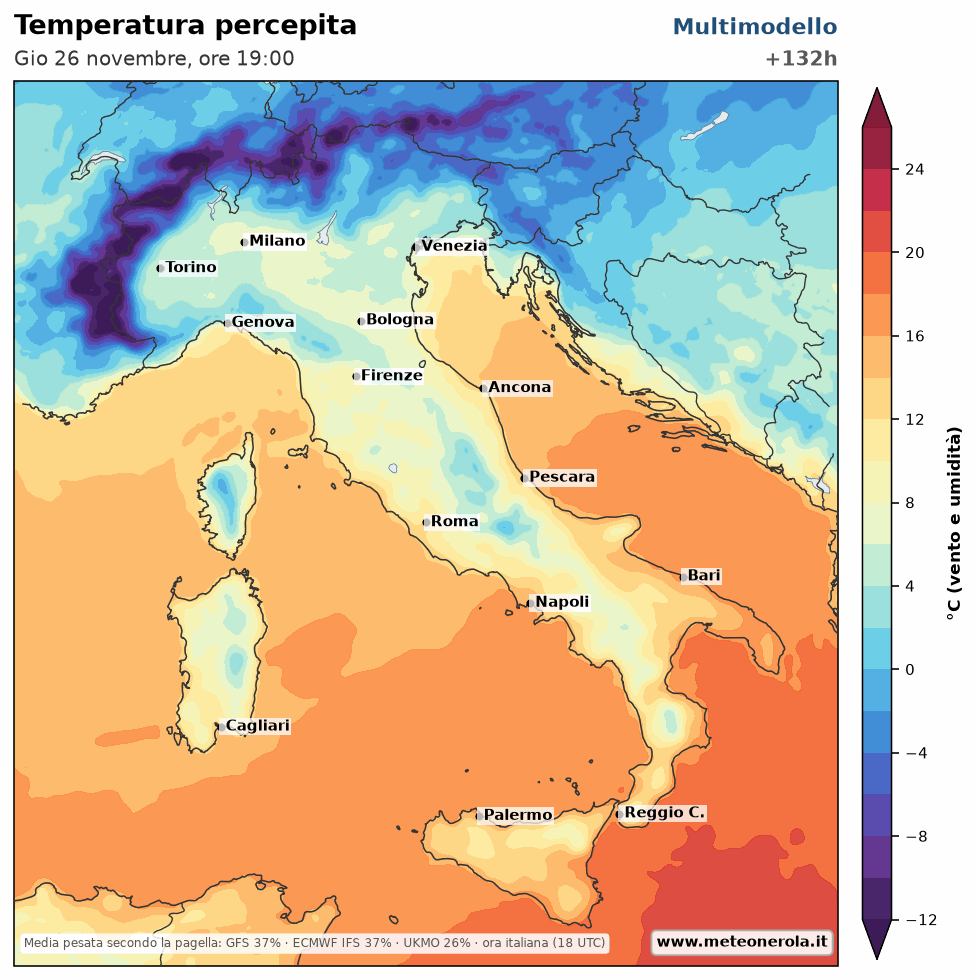 Temperatura percepita
Multimodello
Gio 26 novembre, ore 19:00
+132h
Milano
Venezia
Torino
Genova
Bologna
Firenze
Ancona
Pescara
Roma
Bari
Napoli
Cagliari
Palermo
Reggio C.
24
20
16
12
8
4
0
−4
−8
−12
°C (vento e umidità)
Media pesata secondo la pagella: GFS 37% · ECMWF IFS 37% · UKMO 26% · ora italiana (18 UTC)
www.meteonerola.it